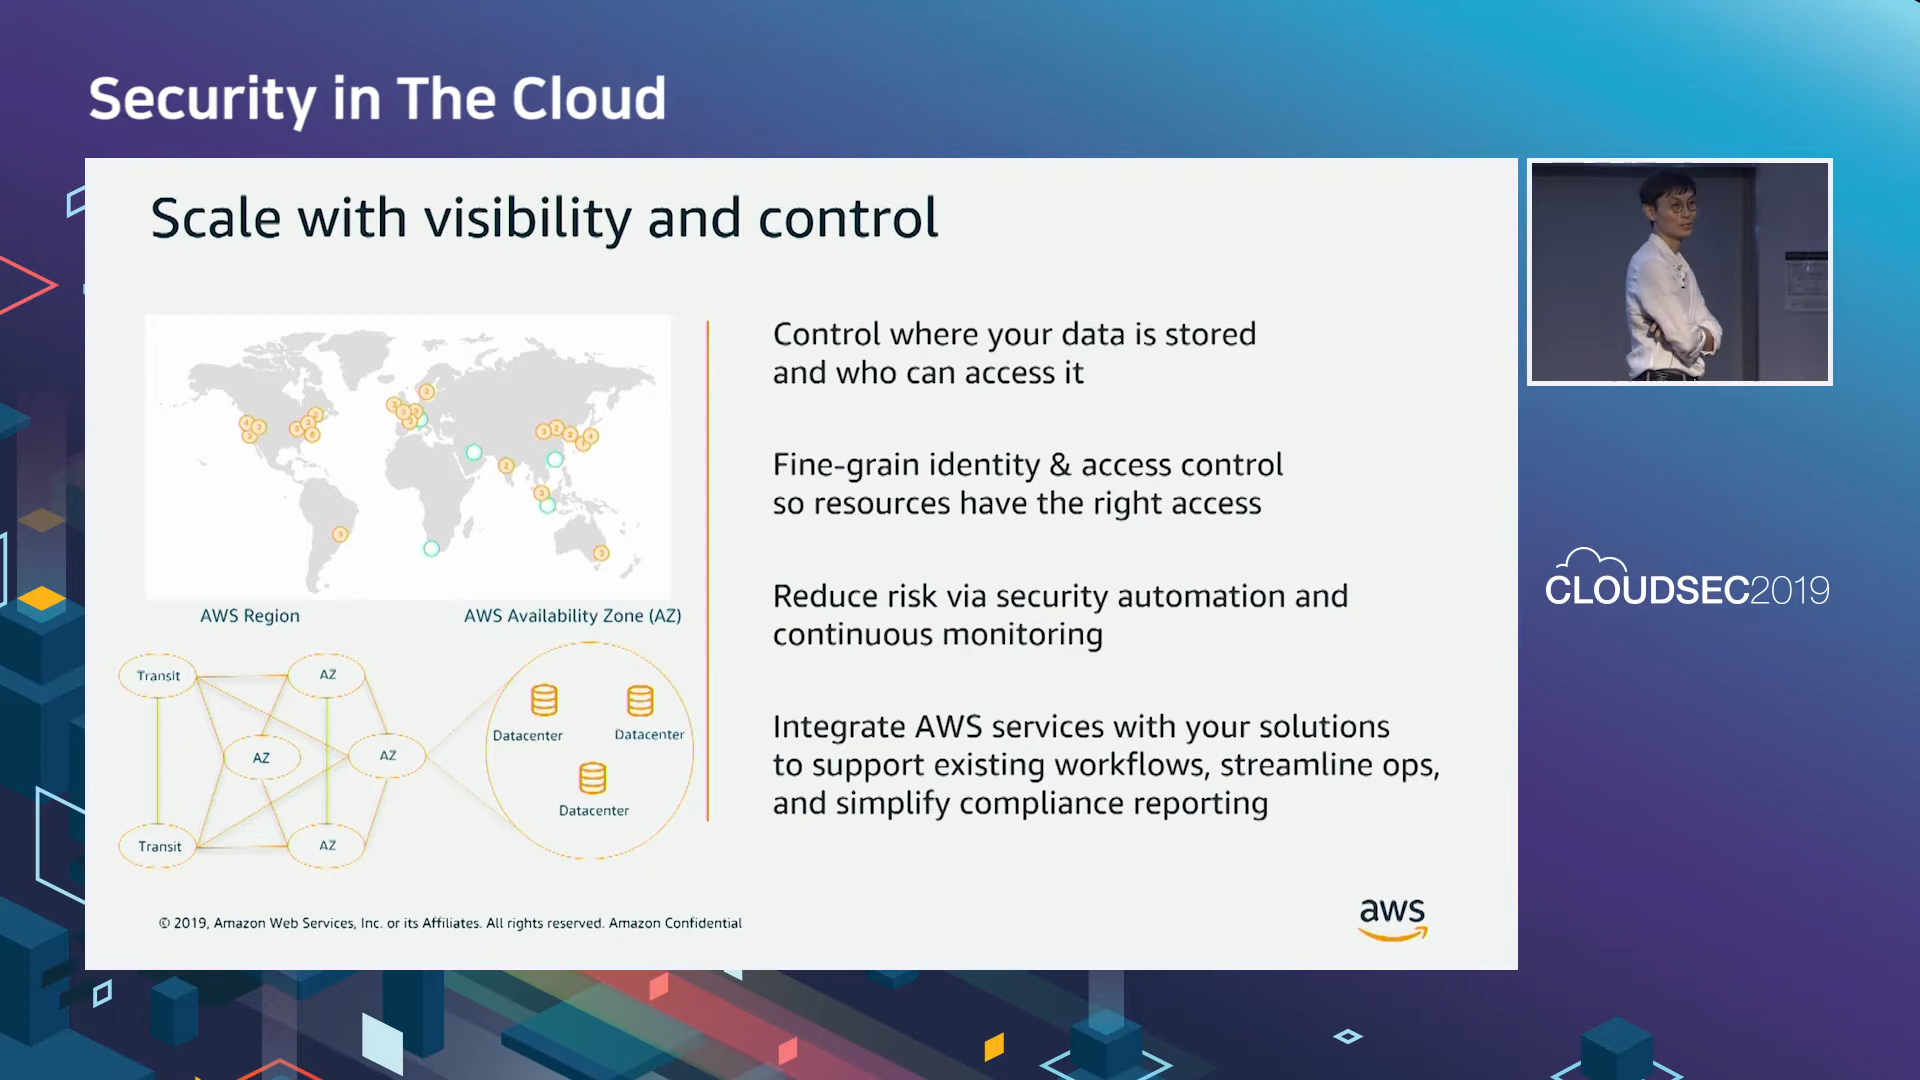 Security in The Cloud
Scale with visibility and control
Control where your data is stored
and who can access it
Fine-grain identity & access control
so resources have the right access
Reduce risk via security automation and
continuous monitoring
Integrate AWS services with your solutions
to support existing workflows, streamline ops,
and simplify compliance reporting
AWS Region
AWS Availability Zone (AZ)
Transit
AZ
AZ
AZ
Transit
AZ
Datacenter
Datacenter
Datacenter
© 2019, Amazon Web Services, Inc. or its Affiliates. All rights reserved. Amazon Confidential
aws
CLOUDSEC2019